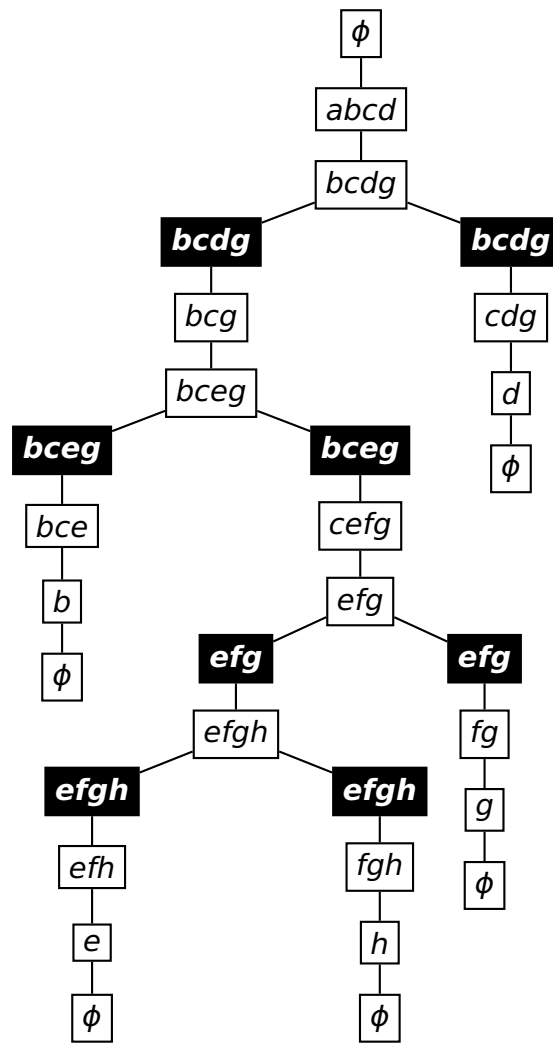 ϕ
abcd
bcdg
bcdg bcdg
bcg cdg
bceg d
bceg bceg ϕ
bce cefg
b efg
ϕ efg efg
efgh fg
efgh efgh g
efh fgh ϕ
e h
ϕ ϕ